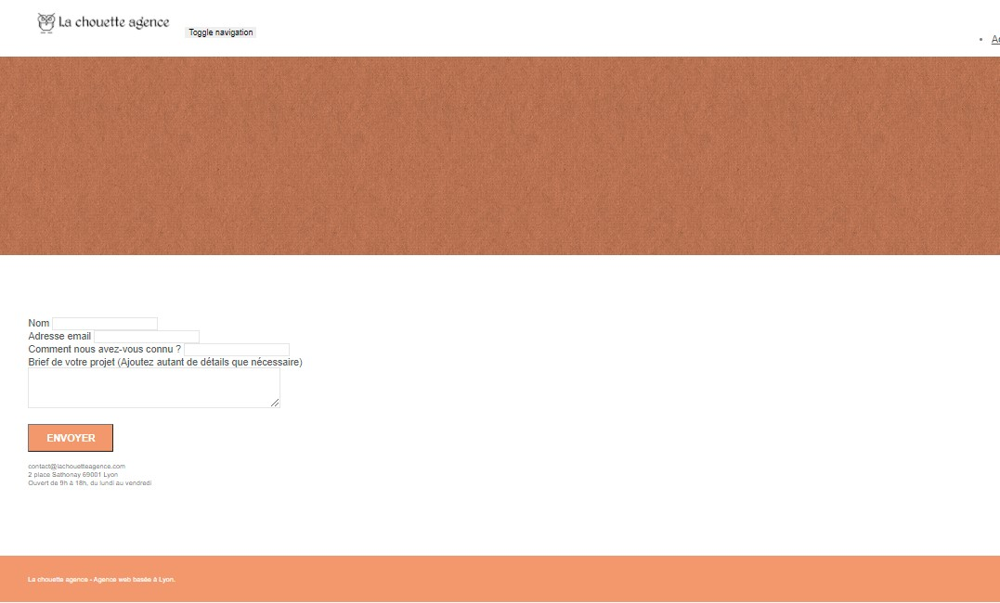 La chouette agence
Toggle navigation
Nom
Adresse email
Comment nous avez-vous connu ?
Brief de votre projet (Ajoutez autant de détails que nécessaire)
ENVOYER
contact@lachouetteagence.com
2 place Sathonay 69001 Lyon
Ouvert de 9h à 18h, du lundi au vendredi
La chouette agence - Agence web basée à Lyon.